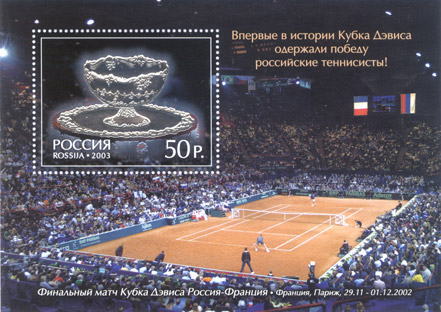 Впервые в истории Кубка Дэвиса
одержали победу
российские теннисисты!
РОССИЯ
ROSSIJA • 2003
50 Р.
Финальный матч Кубка Дэвиса Россия-Франция • Франция, Париж, 29.11 - 01.12.2002